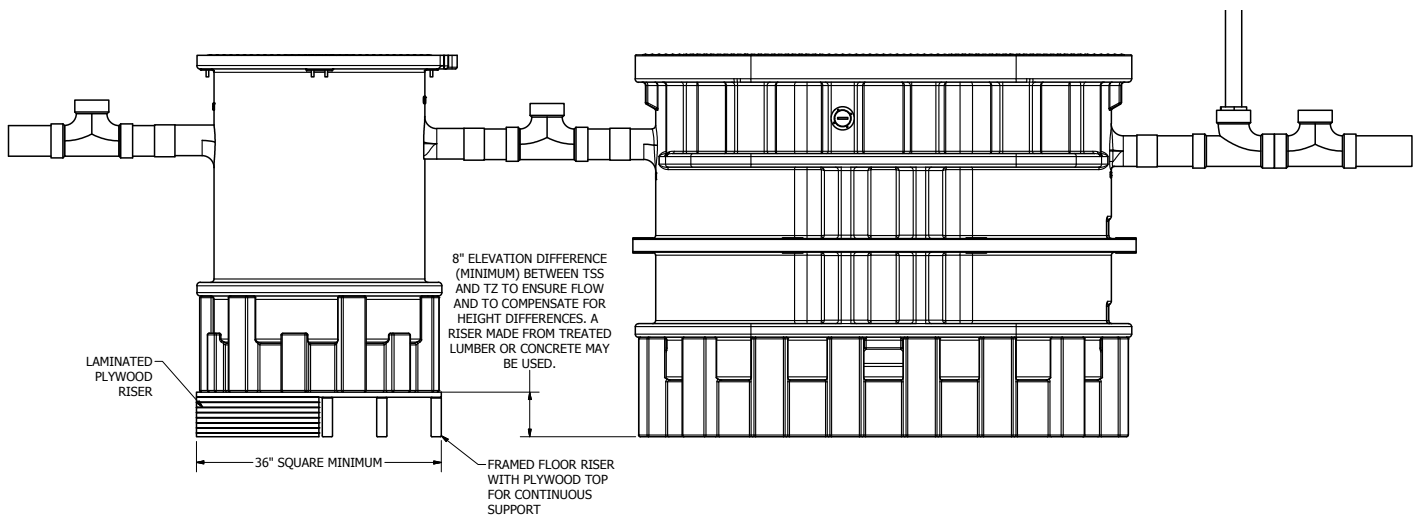 8" ELEVATION DIFFERENCE
(MINIMUM) BETWEEN TSS
AND TZ TO ENSURE FLOW
AND TO COMPENSATE FOR
HEIGHT DIFFERENCES. A
RISER MADE FROM TREATED
LUMBER OR CONCRETE MAY
BE USED.
LAMINATED
PLYWOOD
RISER
36" SQUARE MINIMUM
FRAMED FLOOR RISER
WITH PLYWOOD TOP
FOR CONTINUOUS
SUPPORT